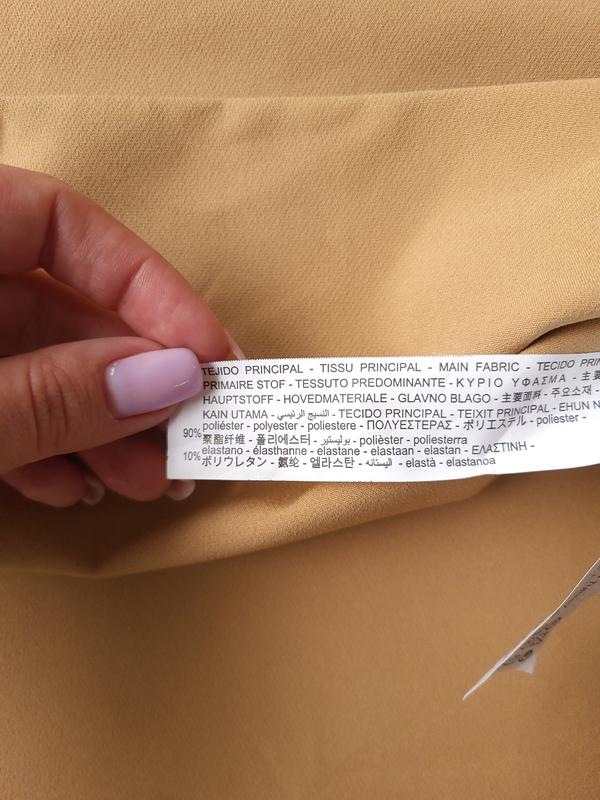 TEJIDO PRINCIPAL - TISSU PRINCIPAL - MAIN FABRIC - TECIDO
PRIMAIRE STOF - TESSUTO PREDOMINANTE - ΚΥΡΙΟ ΥΦΑΣΜΑ - 主要
HAUPTSTOFF - HOVEDMATERIALE - GLAVNO BLAGO - 主要面料 - 주요소재 -
KAIN UTAMA - النسيج الرئيسي - TECIDO PRINCIPAL - TEIXIT PRINCIPAL - EHUN
90% poliéster - polyester - poliestere - ΠΟΛΥΕΣΤΕΡΑΣ - ポリエステル - poliester -
聚酯纤维 - 폴리에스터 - بوليستير - polièster - poliesterra
10% elastano - élasthanne - elastane - elastaan - elastan - ΕΛΑΣΤΙΝΗ -
ポリウレタン - 氨纶 - 엘라스탄 - اليستانه - elastà - elastanoa